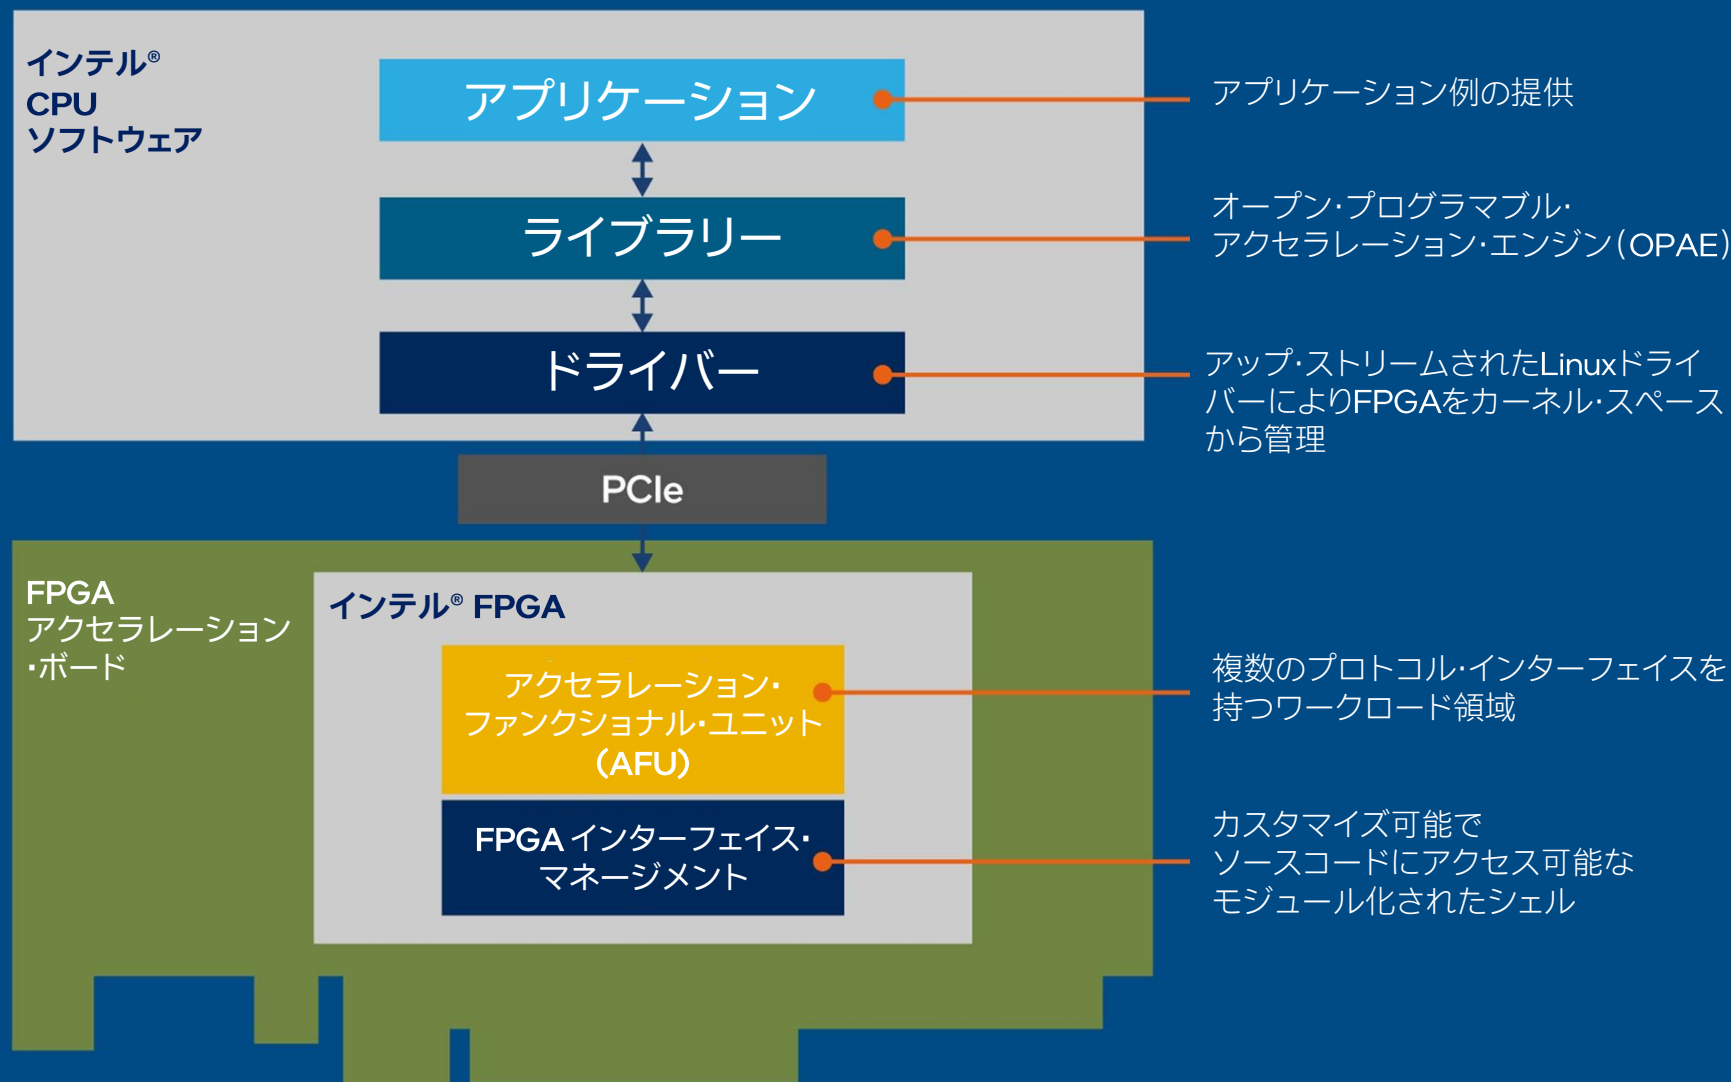 インテル®
CPU
ソフトウェア
アプリケーション
アプリケーション例の提供
ライブラリー
オープン・プログラマブル・
アクセラレーション・エンジン(OPAE)
ドライバー
アップ・ストリームされたLinuxドライ
バーによりFPGAをカーネル・スペース
から管理
PCIe
FPGA
アクセラレーション
・ボード
インテル® FPGA
アクセラレーション・
ファンクショナル・ユニット
(AFU)
複数のプロトコル・インターフェイスを
持つワークロード領域
FPGA インターフェイス・
マネージメント
カスタマイズ可能で
ソースコードにアクセス可能な
モジュール化されたシェル